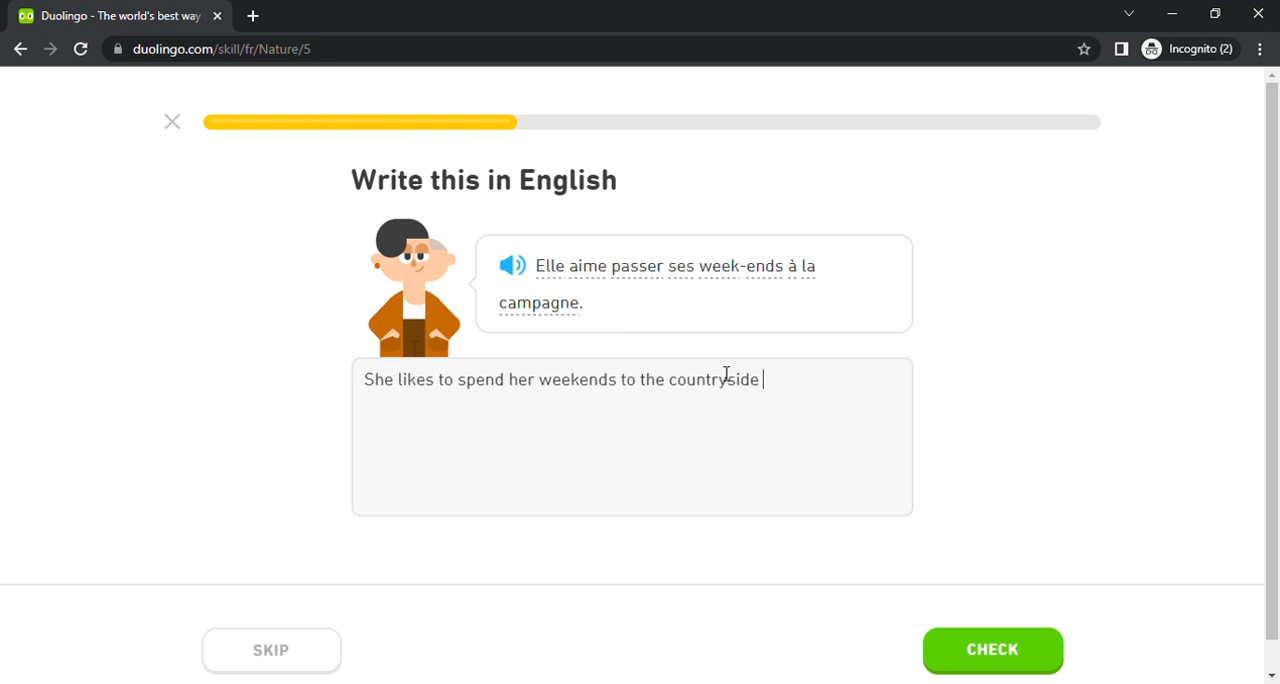 Duolingo - The world's best way
duolingo.com/skill/fr/Nature/5
Incognito (2)
Write this in English
Elle aime passer ses week-ends à la
campagne.
She likes to spend her weekends to the countryside
SKIP
CHECK